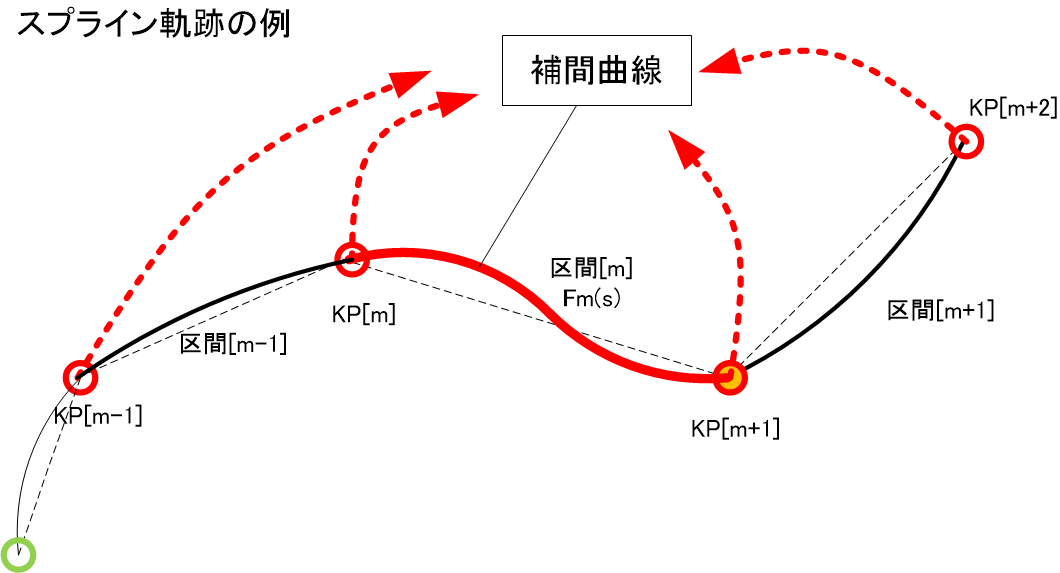 スプライン軌跡の例
補間曲線
KP[m+2]
区間[m]
Fm(s)
KP[m]
区間[m+1]
区間[m-1]
KP[m-1]
KP[m+1]